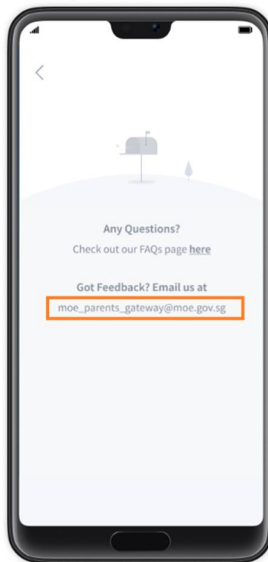 Any Questions?
Check out our FAQs page here
Got Feedback? Email us at
moe_parents_gateway@moe.gov.sg